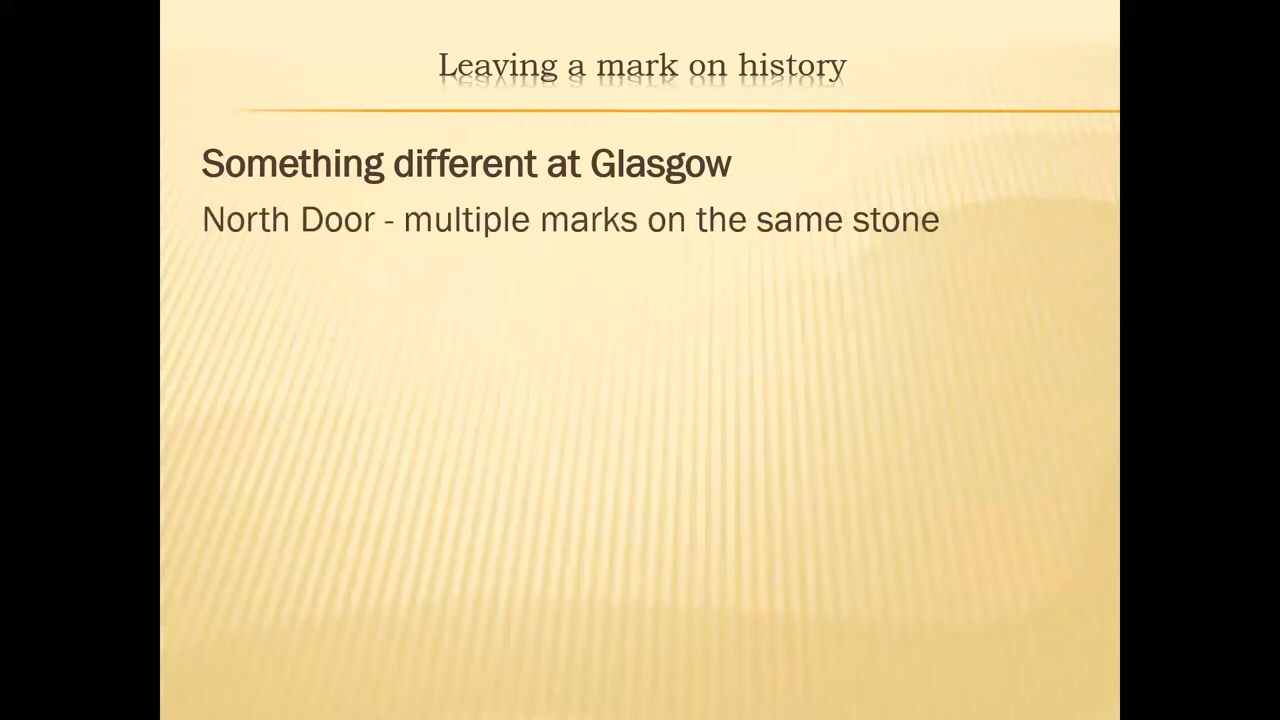 Leaving a mark on history
Something different at Glasgow
North Door - multiple marks on the same stone